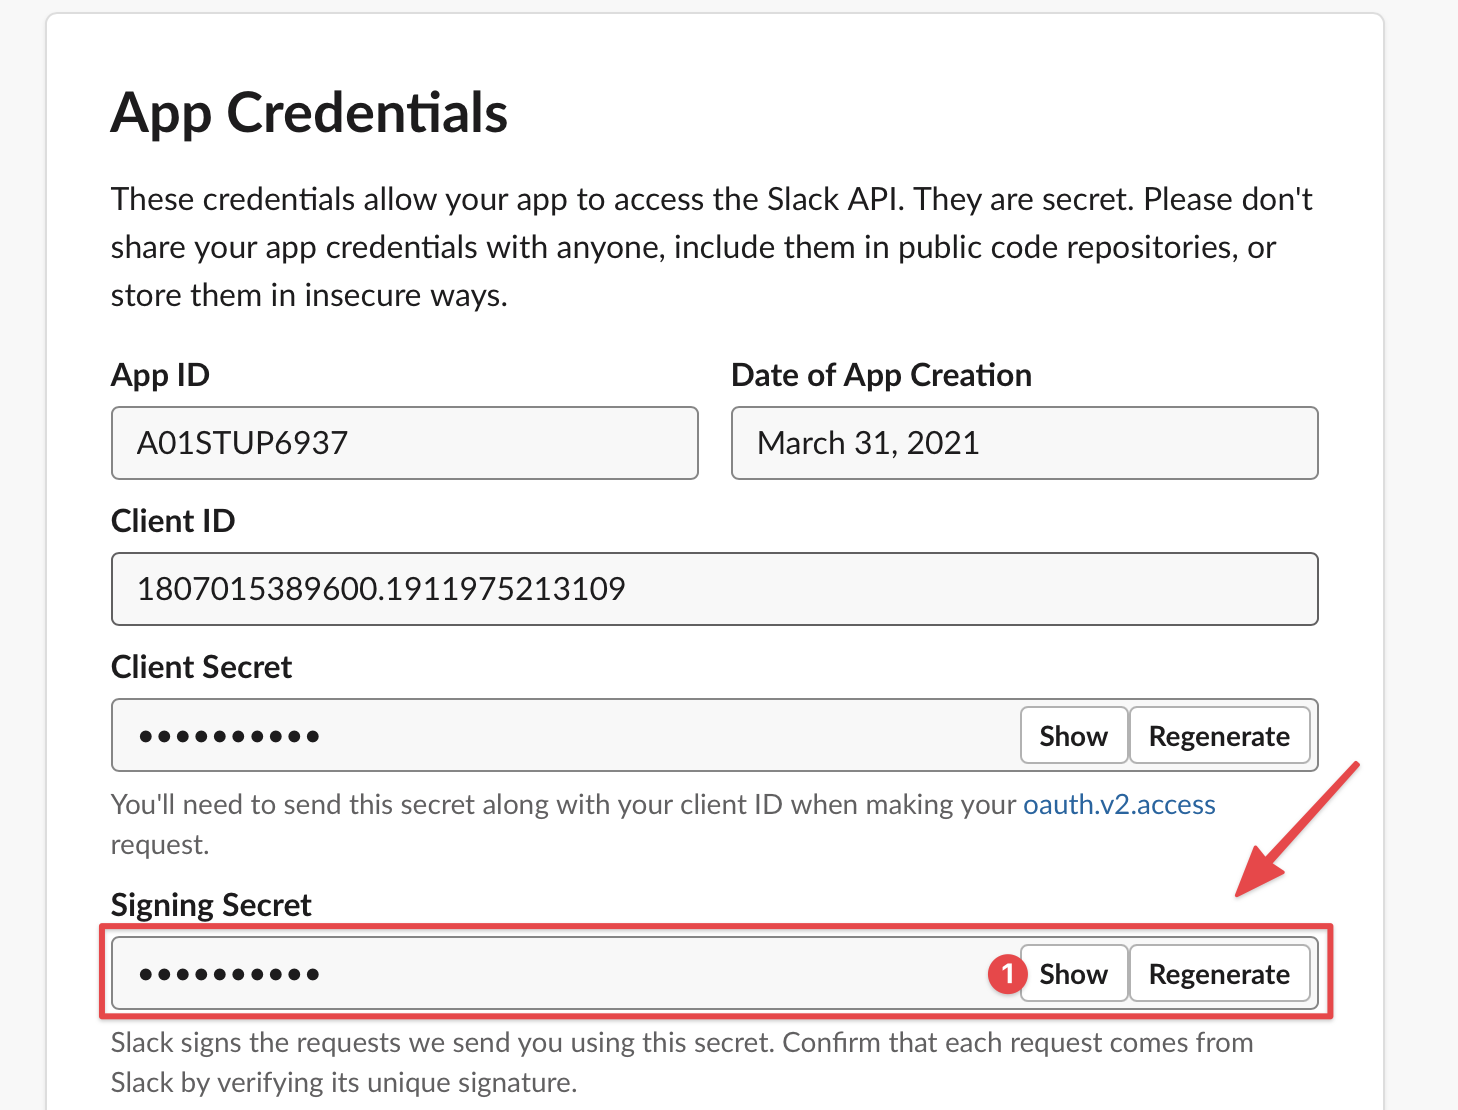 App Credentials
These credentials allow your app to access the Slack API. They are secret. Please don't
share your app credentials with anyone, include them in public code repositories, or
store them in insecure ways.
App ID
Date of App Creation
A01STUP6937
March 31, 2021
Client ID
1807015389600.1911975213109
Client Secret
••••••••••
Show
Regenerate
You'll need to send this secret along with your client ID when making your oauth.v2.access
request.
Signing Secret
••••••••••
1
Show
Regenerate
Slack signs the requests we send you using this secret. Confirm that each request comes from
Slack by verifying its unique signature.